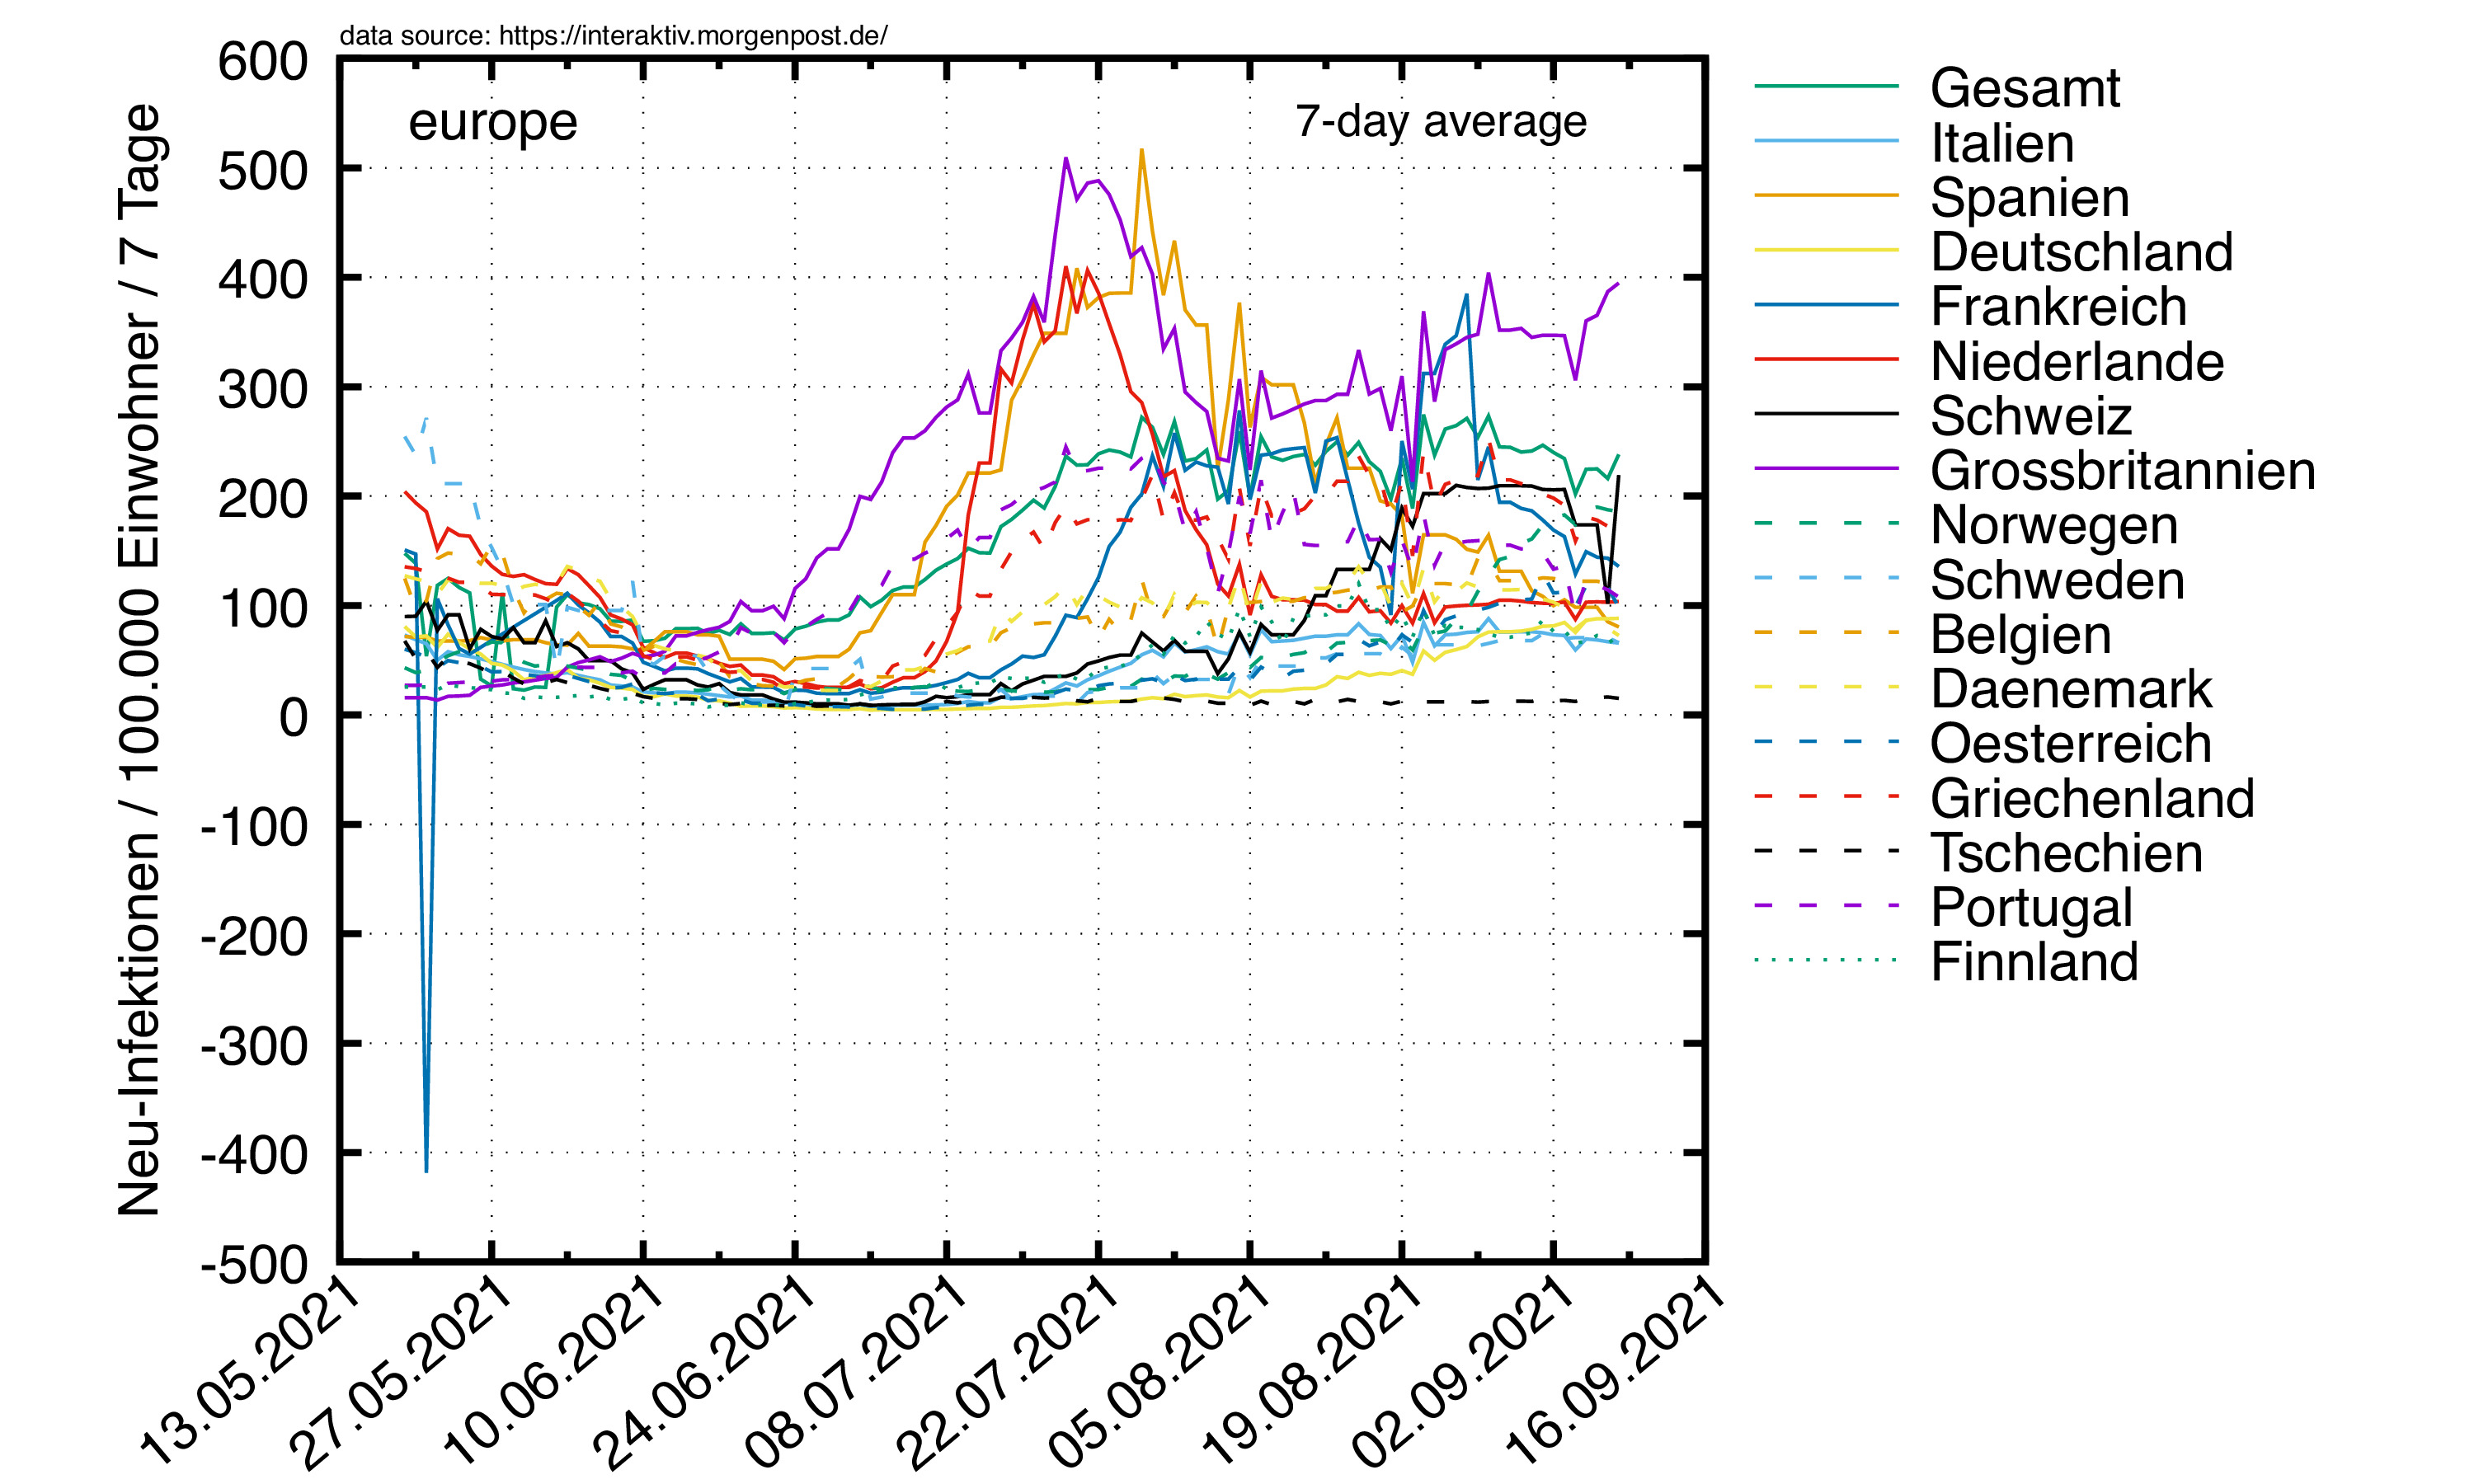 data source: https://interaktiv.morgenpost.de/
europe
7-day average
Neu-Infektionen / 100.000 Einwohner / 7 Tage
600
500
400
300
200
100
0
-100
-200
-300
-400
-500
13.05.2021
27.05.2021
10.06.2021
24.06.2021
08.07.2021
22.07.2021
05.08.2021
19.08.2021
02.09.2021
16.09.2021
Gesamt
Italien
Spanien
Deutschland
Frankreich
Niederlande
Schweiz
Grossbritannien
Norwegen
Schweden
Belgien
Daenemark
Oesterreich
Griechenland
Tschechien
Portugal
Finnland